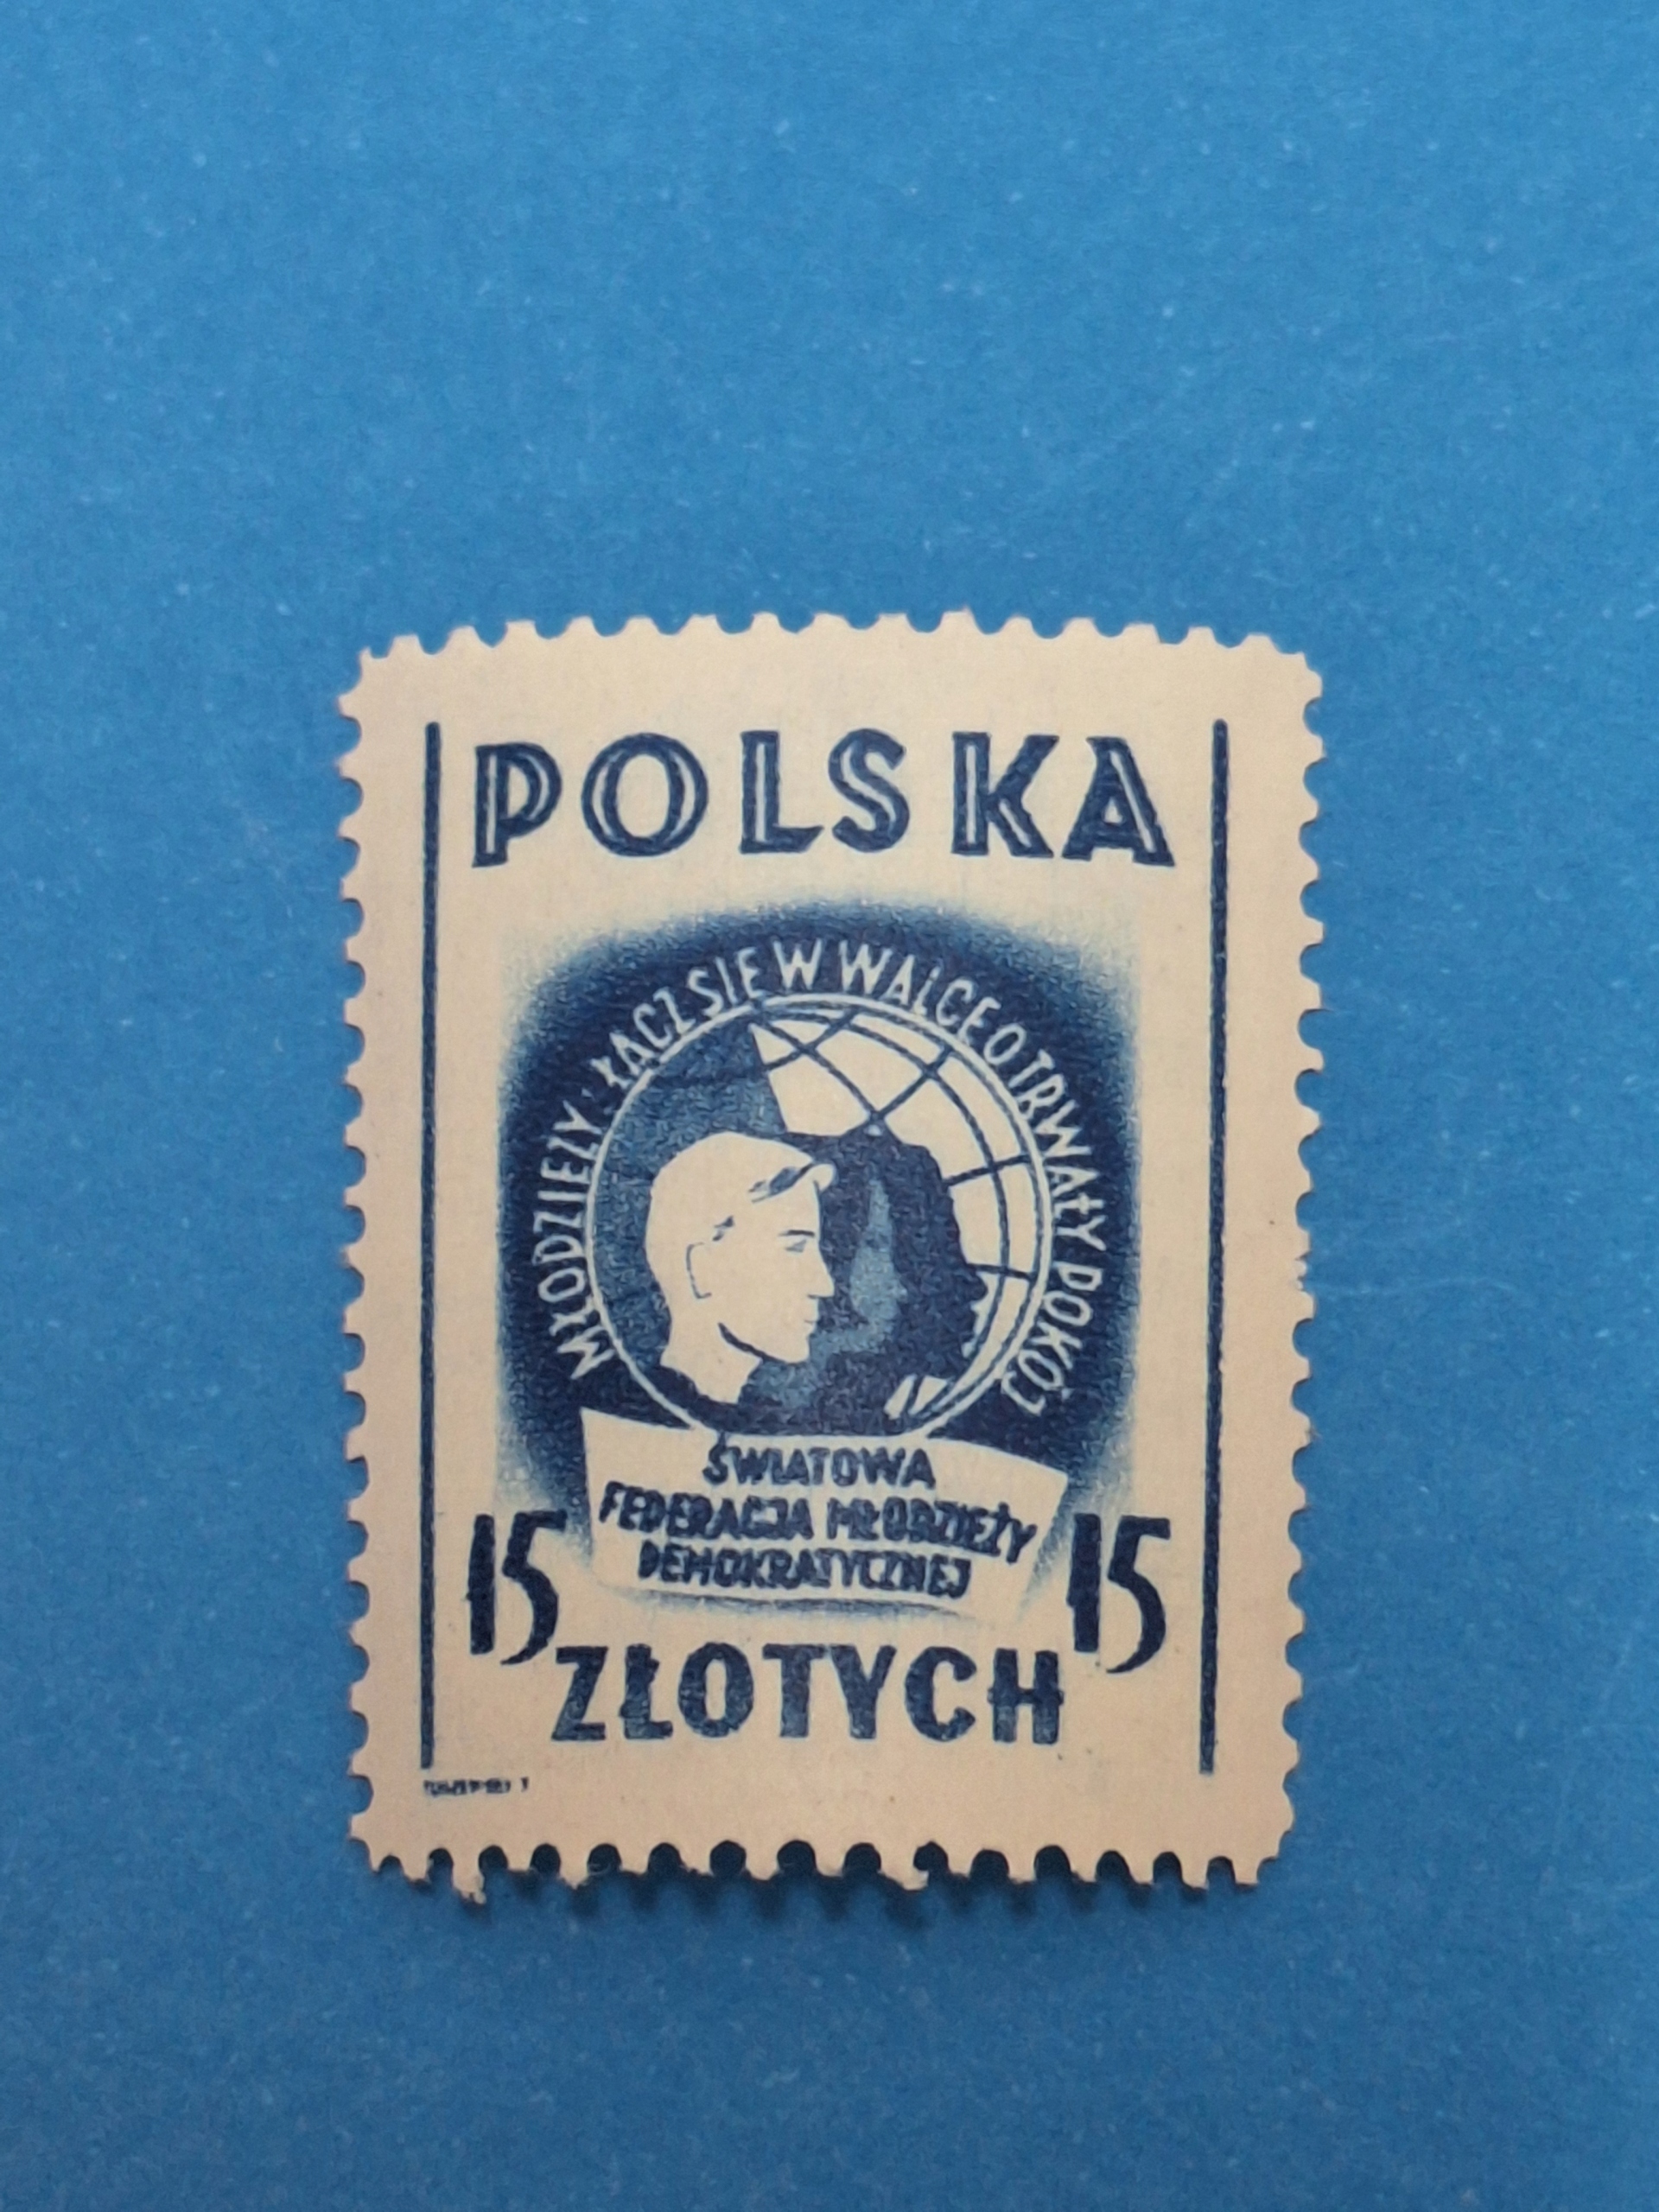 POLSKA
MŁODZIEŻY: ŁĄCZ SIĘ W WALCE O TRWAŁY POKÓJ
ŚWIATOWA
FEDERACJA MŁODZIEŻY
DEMOKRATYCZNEJ
15 15
ZŁOTYCH